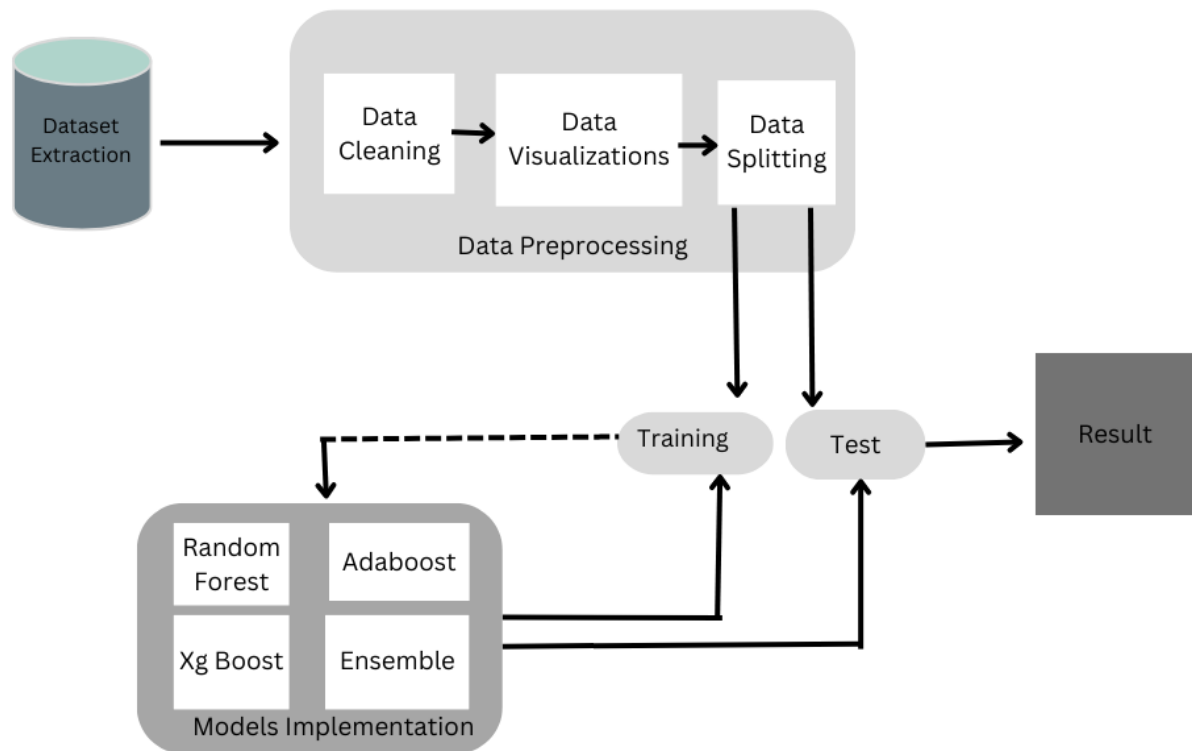 Dataset
Extraction
Data
Cleaning
Data
Visualizations
Data
Splitting
Data Preprocessing
Training
Test
Result
Random
Forest
Adaboost
Xg Boost
Ensemble
Models Implementation